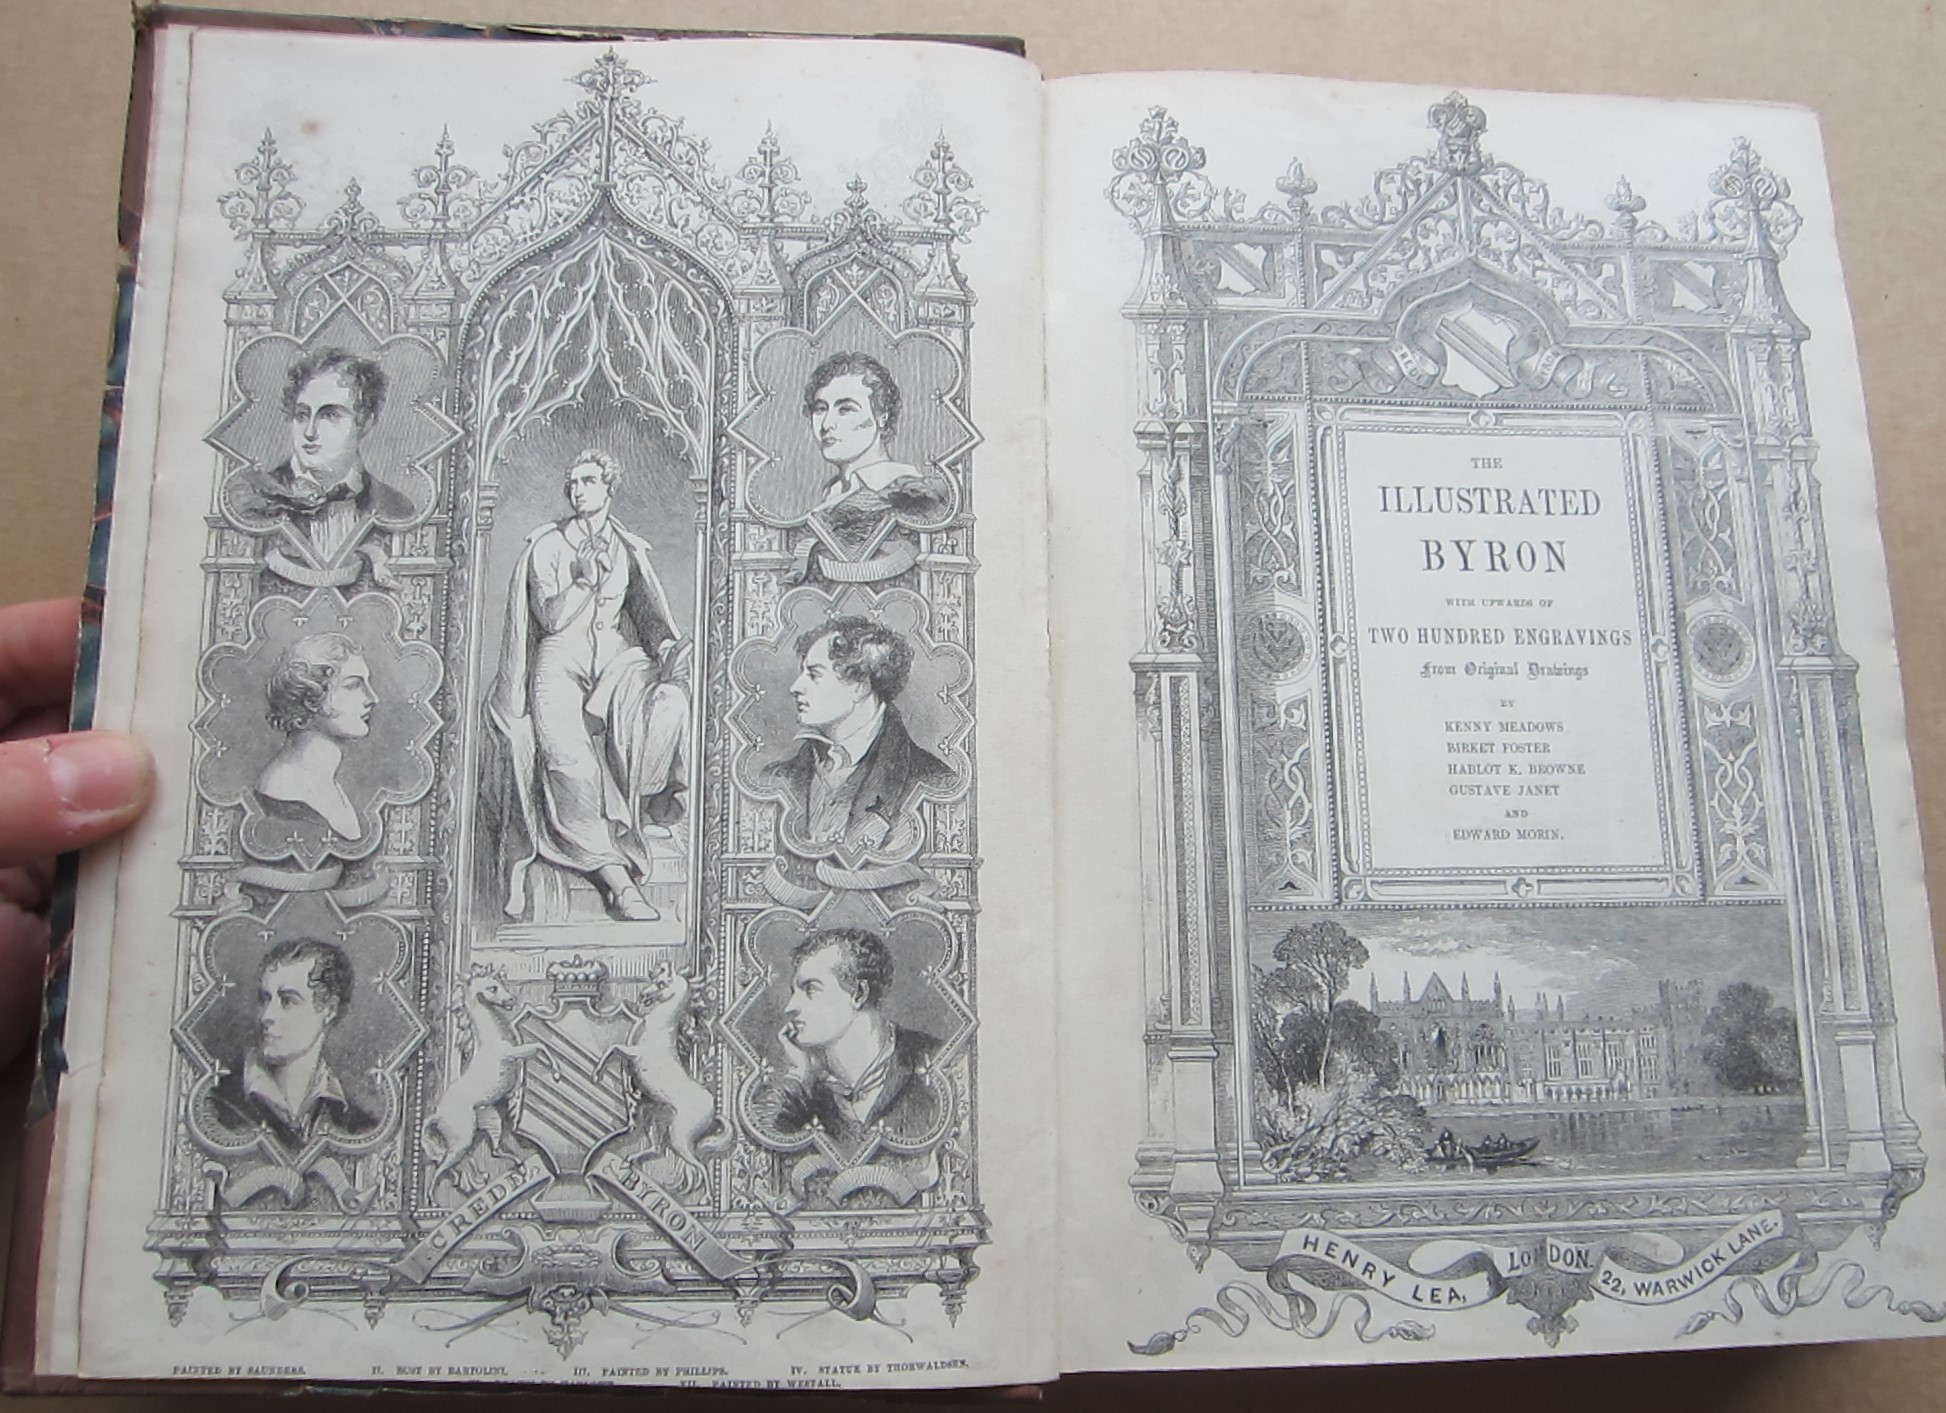 CREDE BYRON
PAINTED BY SAUNDERS. II. BUST BY BARTOLINI. III. PAINTED BY PHILLIPS. IV. STATUE BY THORWALDSEN.
VII. PAINTED BY WESTALL.
THE
ILLUSTRATED
BYRON
WITH UPWARDS OF
TWO HUNDRED ENGRAVINGS
From Original Drawings
BY
KENNY MEADOWS
BIRKET FOSTER
HABLOT K. BROWNE
GUSTAVE JANET
AND
EDWARD MORIN.
HENRY LEA, LONDON. 22, WARWICK LANE.